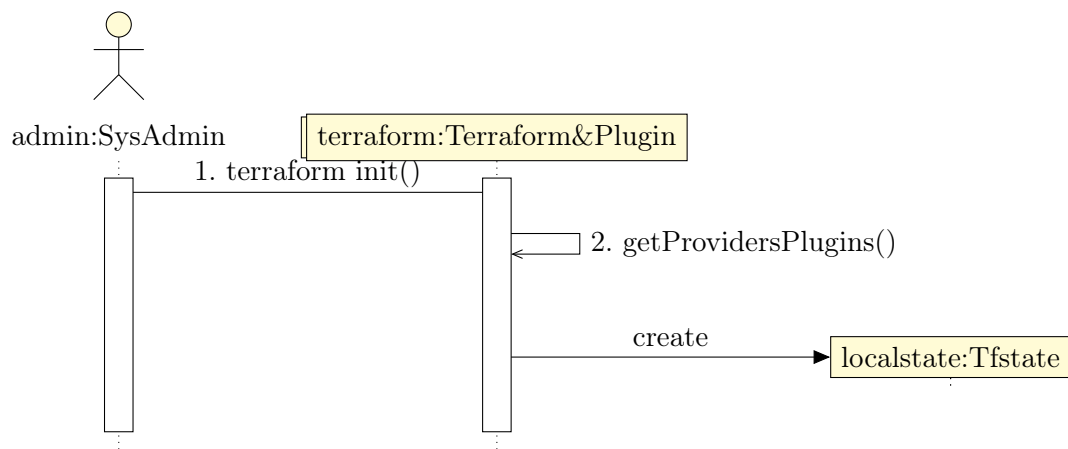 admin:SysAdmin
terraform:Terraform&Plugin
1. terraform init()
2. getProvidersPlugins()
create
localstate:Tfstate